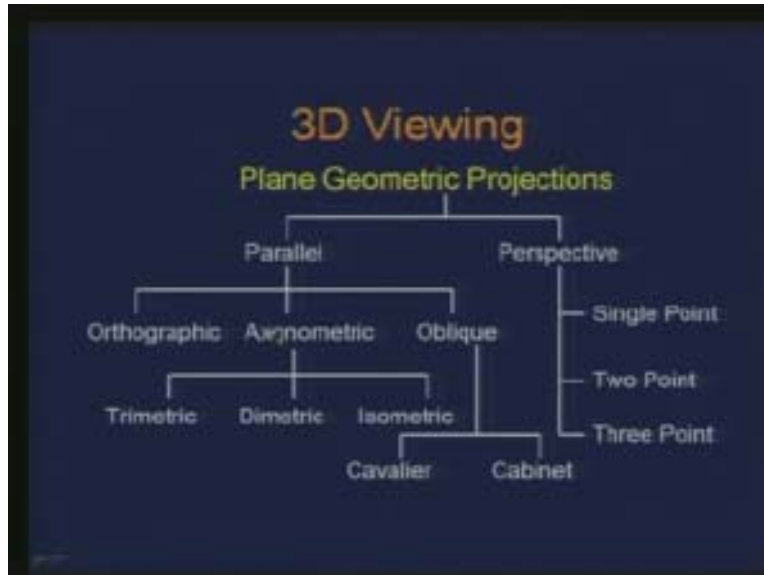 3D Viewing
Plane Geometric Projections
Parallel Perspective
Orthographic Axonometric Oblique
Single Point
Two Point
Trimetric Dimetric Isometric
Three Point
Cavalier Cabinet